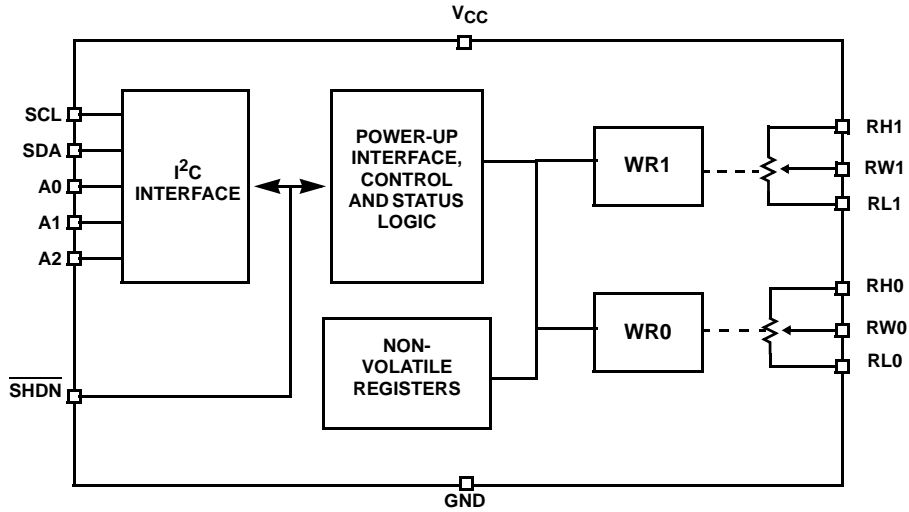 VCC
SCL
SDA
A0
A1
A2
SHDN
I²C
INTERFACE
POWER-UP
INTERFACE,
CONTROL
AND STATUS
LOGIC
NON-
VOLATILE
REGISTERS
WR1
WR0
RH1
RW1
RL1
RH0
RW0
RL0
GND